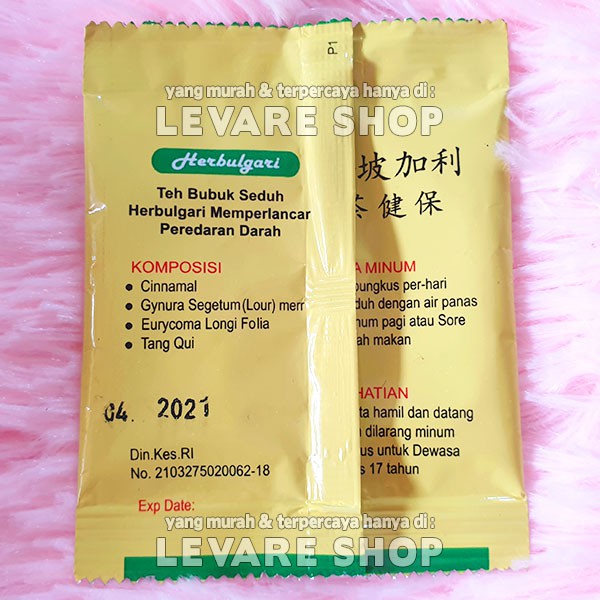 P1
yang murah & terpercaya hanya di :
LEVARE SHOP
Herbulgari
Teh Bubuk Seduh
Herbulgari Memperlancar
Peredaran Darah
KOMPOSISI
• Cinnamal
• Gynura Segetum (Lour) merr
• Eurycoma Longi Folia
• Tang Qui
04. 2021
Din.Kes.RI
No. 2103275020062-18
Exp Date:
坡加利
茶健保
A MINUM
bungkus per-hari
duh dengan air panas
num pagi atau Sore
ah makan
HATIAN
ta hamil dan datang
n dilarang minum
us untuk Dewasa
s 17 tahun
yang murah & terpercaya hanya di :
LEVARE SHOP